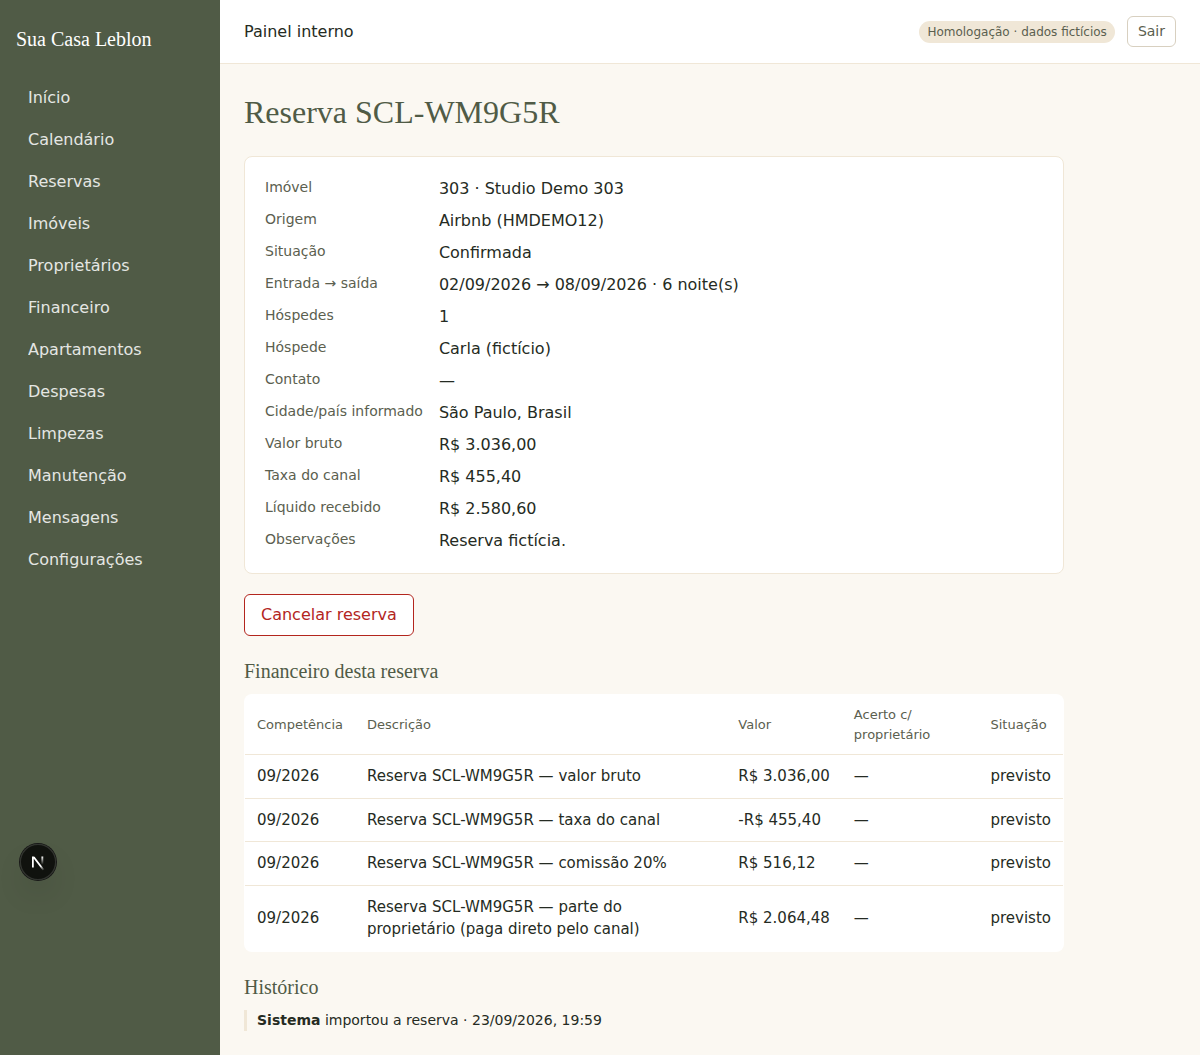 Sua Casa Leblon
Início
Calendário
Reservas
Imóveis
Proprietários
Financeiro
Apartamentos
Despesas
Limpezas
Manutenção
Mensagens
Configurações
N
Painel interno
Homologação · dados fictícios
Sair
Reserva SCL-WM9G5R
Imóvel 303 · Studio Demo 303
Origem Airbnb (HMDEMO12)
Situação Confirmada
Entrada → saída 02/09/2026 → 08/09/2026 · 6 noite(s)
Hóspedes 1
Hóspede Carla (fictício)
Contato —
Cidade/país informado São Paulo, Brasil
Valor bruto R$ 3.036,00
Taxa do canal R$ 455,40
Líquido recebido R$ 2.580,60
Observações Reserva fictícia.
Cancelar reserva
Financeiro desta reserva
Competência Descrição Valor Acerto c/ proprietário Situação
09/2026 Reserva SCL-WM9G5R — valor bruto R$ 3.036,00 — previsto
09/2026 Reserva SCL-WM9G5R — taxa do canal -R$ 455,40 — previsto
09/2026 Reserva SCL-WM9G5R — comissão 20% R$ 516,12 — previsto
09/2026 Reserva SCL-WM9G5R — parte do proprietário (paga direto pelo canal) R$ 2.064,48 — previsto
Histórico
Sistema importou a reserva · 23/09/2026, 19:59